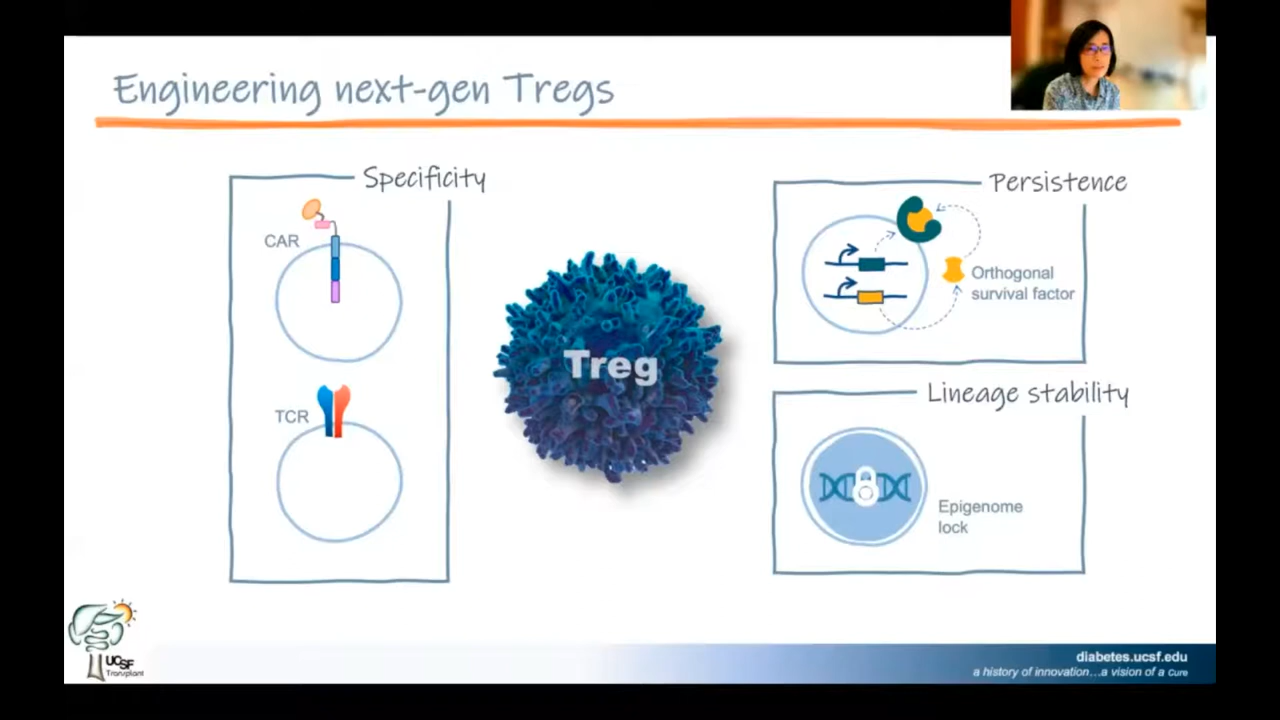 Engineering next-gen Tregs
Specificity
CAR
TCR
Treg
Persistence
Orthogonal
survival factor
Lineage stability
Epigenome
lock
UCSF
Transplant
diabetes.ucsf.edu
a history of innovation...a vision of a cure